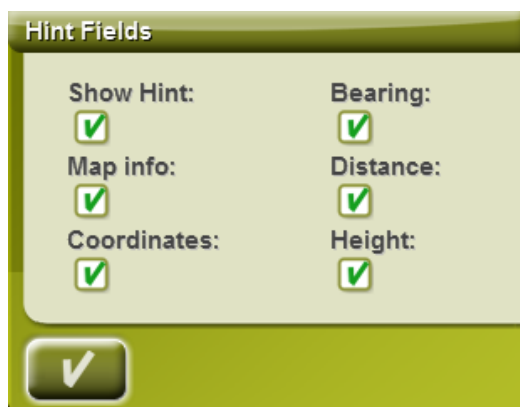 Hint Fields
Show Hint: Bearing:
Map info: Distance:
Coordinates: Height: